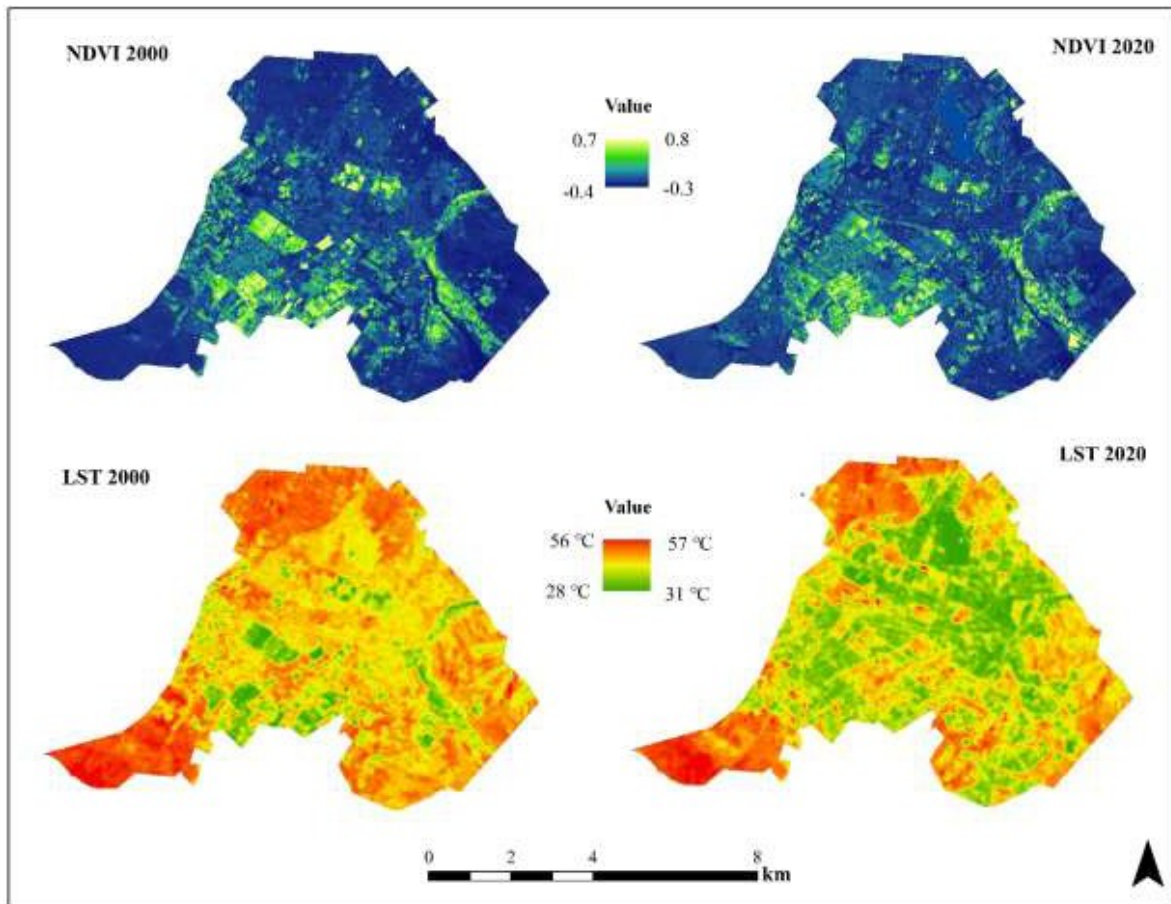 NDVI 2000
NDVI 2020
Value
0.7 0.8
-0.4 -0.3
LST 2000
LST 2020
Value
56 °C 57 °C
28 °C 31 °C
0 2 4 8
km